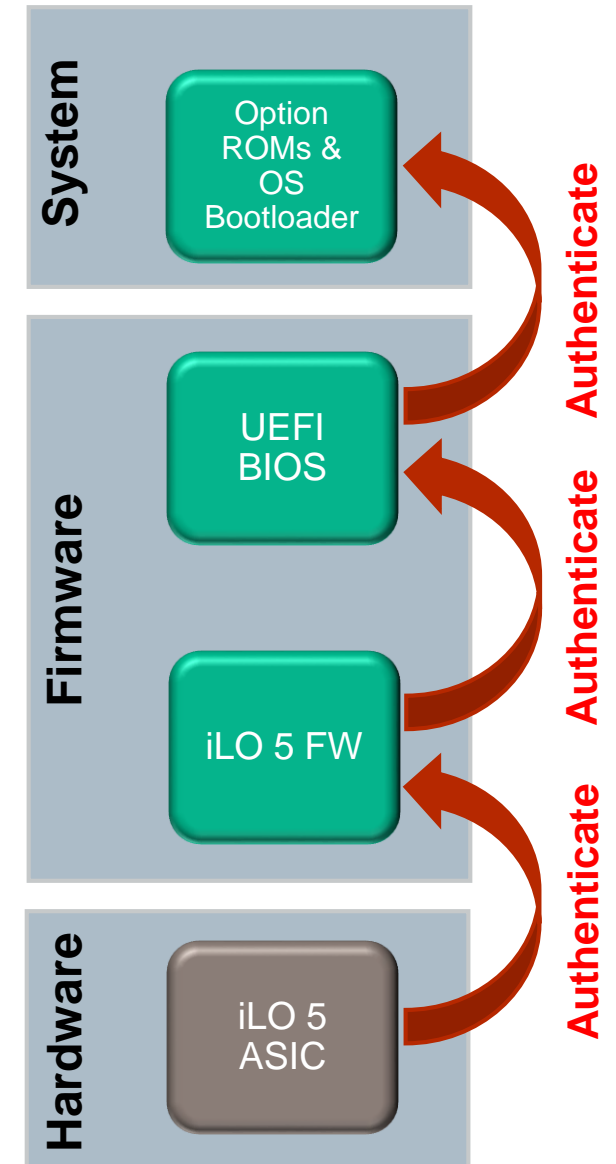 System
Option
ROMs &
OS
Bootloader
Authenticate
Firmware
UEFI
BIOS
Authenticate
iLO 5 FW
Authenticate
Hardware
iLO 5
ASIC